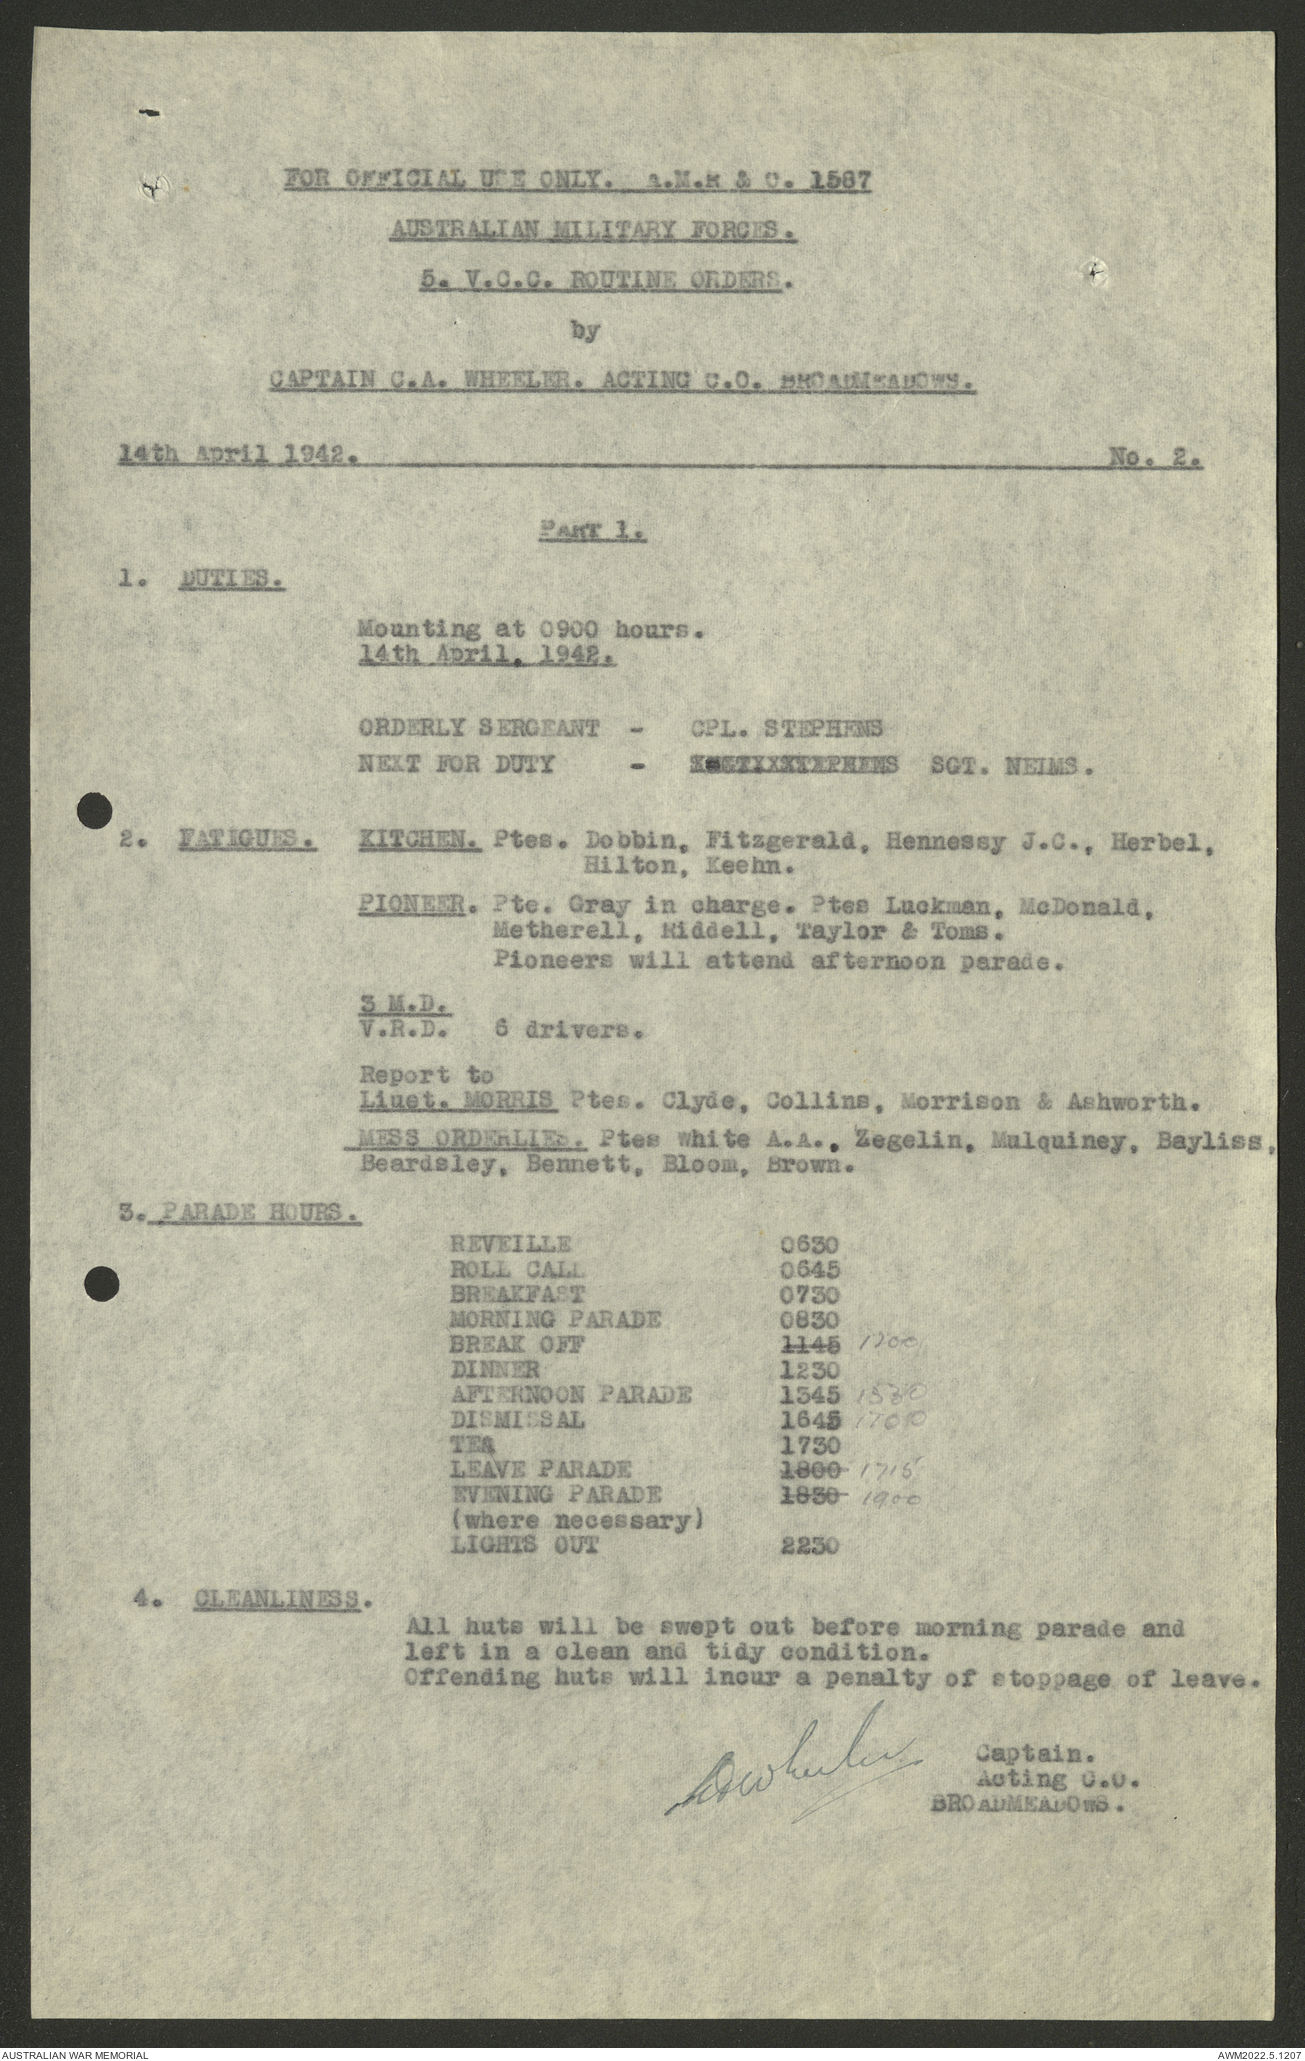 FOR OFFICIAL USE ONLY. A.M.R & O. 1567
AUSTRALIAN MILITARY FORCES.
5. V.C.C. ROUTINE ORDERS.
by
CAPTAIN C.A. WHEELER. ACTING C.O. BROADMEADOWS.
14th April 1942. No. 2.
PART 1.
1. DUTIES.
Mounting at 0900 hours.
14th April, 1942.
ORDERLY SERGEANT - CPL. STEPHENS
NEXT FOR DUTY - SGT. NEIMS.
2. FATIGUES. KITCHEN. Ptes. Dobbin, Fitzgerald, Hennessy J.C., Herbel,
Hilton, Keehn.
PIONEER. Pte. Gray in charge. Ptes Luckman, McDonald,
Metherell, Riddell, Taylor & Toms.
Pioneers will attend afternoon parade.
3 M.D.
V.R.D. 6 drivers.
Report to
Liuet. MORRIS Ptes. Clyde, Collins, Morrison & Ashworth.
MESS ORDERLIES. Ptes White A.A., Zegelin, Mulquiney, Bayliss,
Beardsley, Bennett, Bloom, Brown.
3. PARADE HOURS.
REVEILLE 0630
ROLL CALL 0645
BREAKFAST 0730
MORNING PARADE 0830
BREAK OFF 1145 1200
DINNER 1230
AFTERNOON PARADE 1345 1330
DISMISSAL 1645 1700
TEA 1730
LEAVE PARADE 1800 1715
EVENING PARADE 1830 1900
(where necessary)
LIGHTS OUT 2230
4. CLEANLINESS.
All huts will be swept out before morning parade and
left in a clean and tidy condition.
Offending huts will incur a penalty of stoppage of leave.
CAWheeler Captain.
Acting C.O.
BROADMEADOWS.
AUSTRALIAN WAR MEMORIAL AWM2022.5.1207